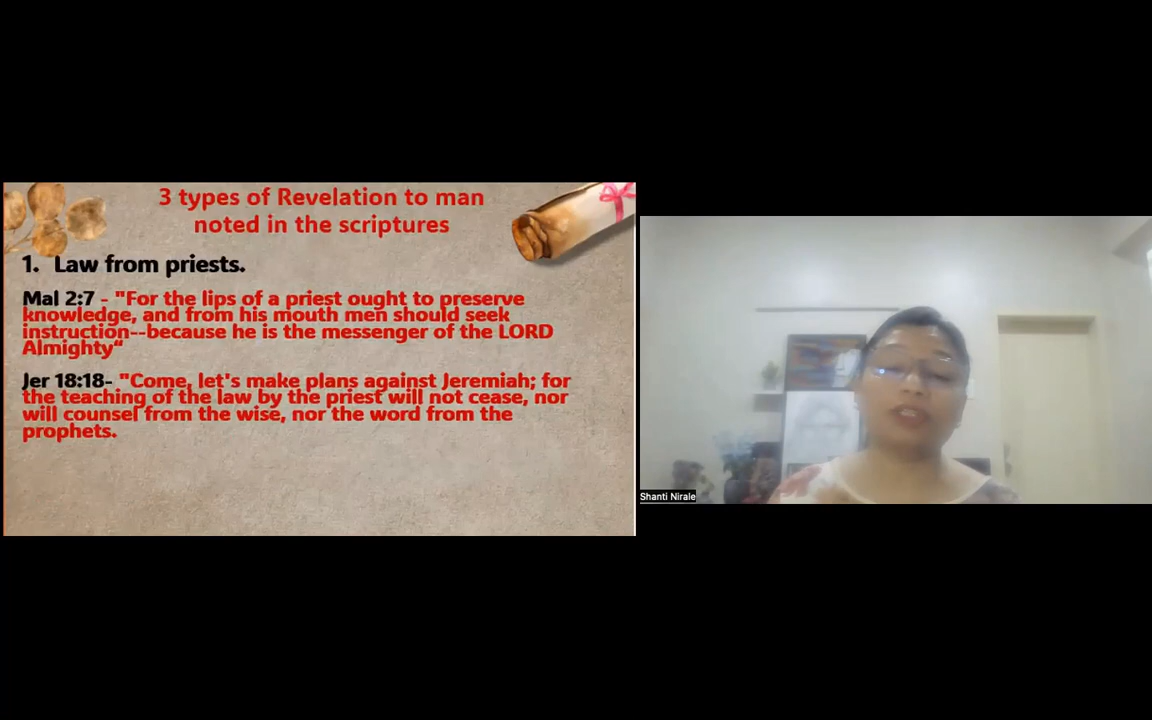 3 types of Revelation to man
noted in the scriptures
1. Law from priests.
Mal 2:7 - "For the lips of a priest ought to preserve
knowledge, and from his mouth men should seek
instruction--because he is the messenger of the LORD
Almighty“
Jer 18:18- "Come, let's make plans against Jeremiah; for
the teaching of the law by the priest will not cease, nor
will counsel from the wise, nor the word from the
prophets.
Shanti Nirale